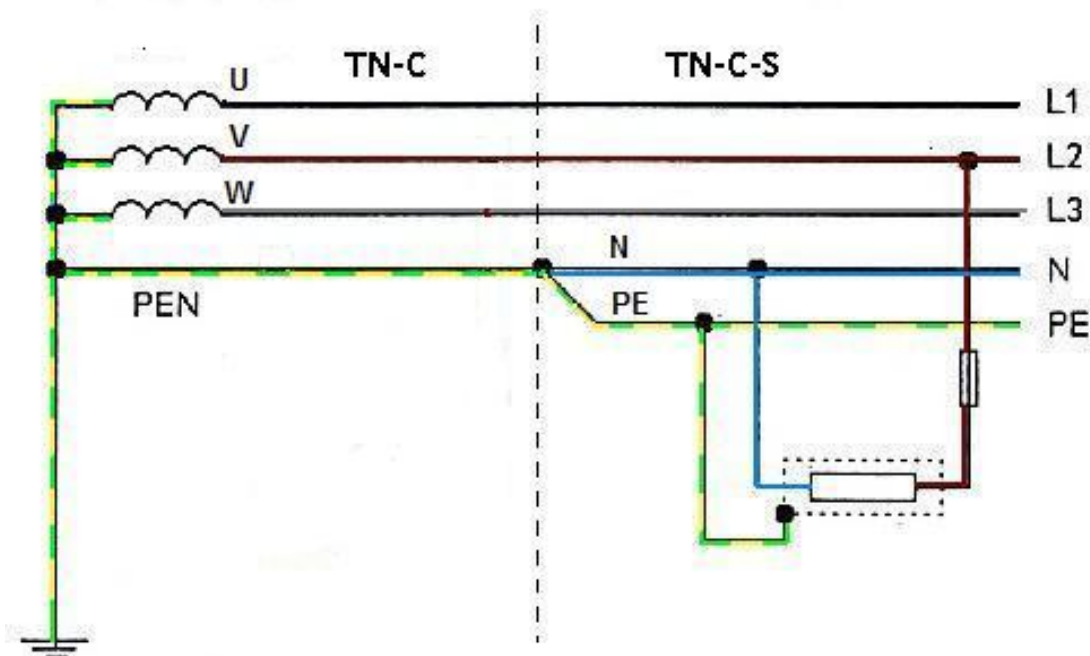 TN-C TN-C-S
U L1
V L2
W L3
N N
PEN PE PE